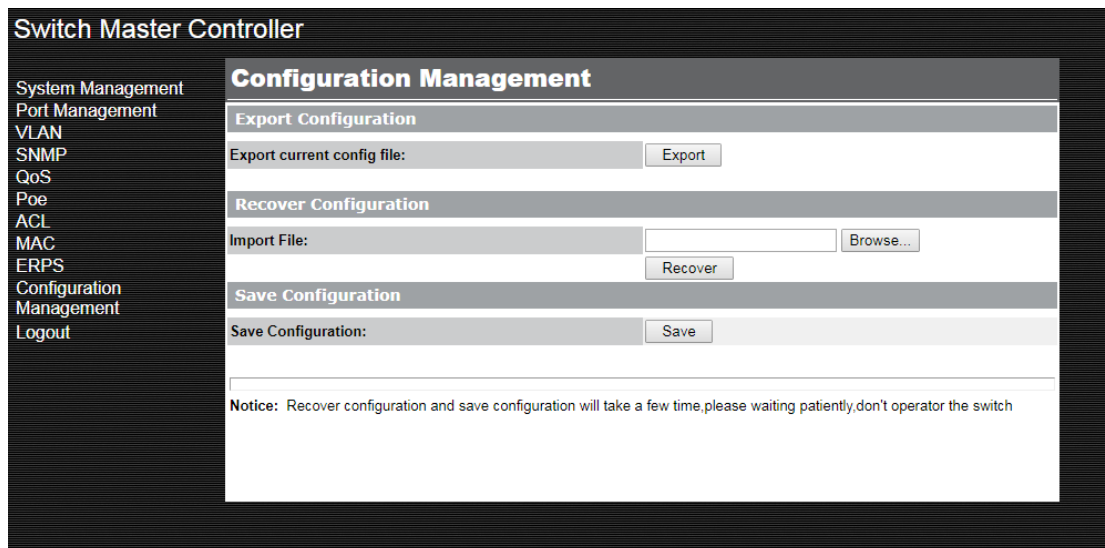 Switch Master Controller
System Management
Port Management
VLAN
SNMP
QoS
Poe
ACL
MAC
ERPS
Configuration
Management
Logout
Configuration Management
Export Configuration
Export current config file: Export
Recover Configuration
Import File: Browse...
Recover
Save Configuration
Save Configuration: Save
Notice: Recover configuration and save configuration will take a few time,please waiting patiently,don't operator the switch